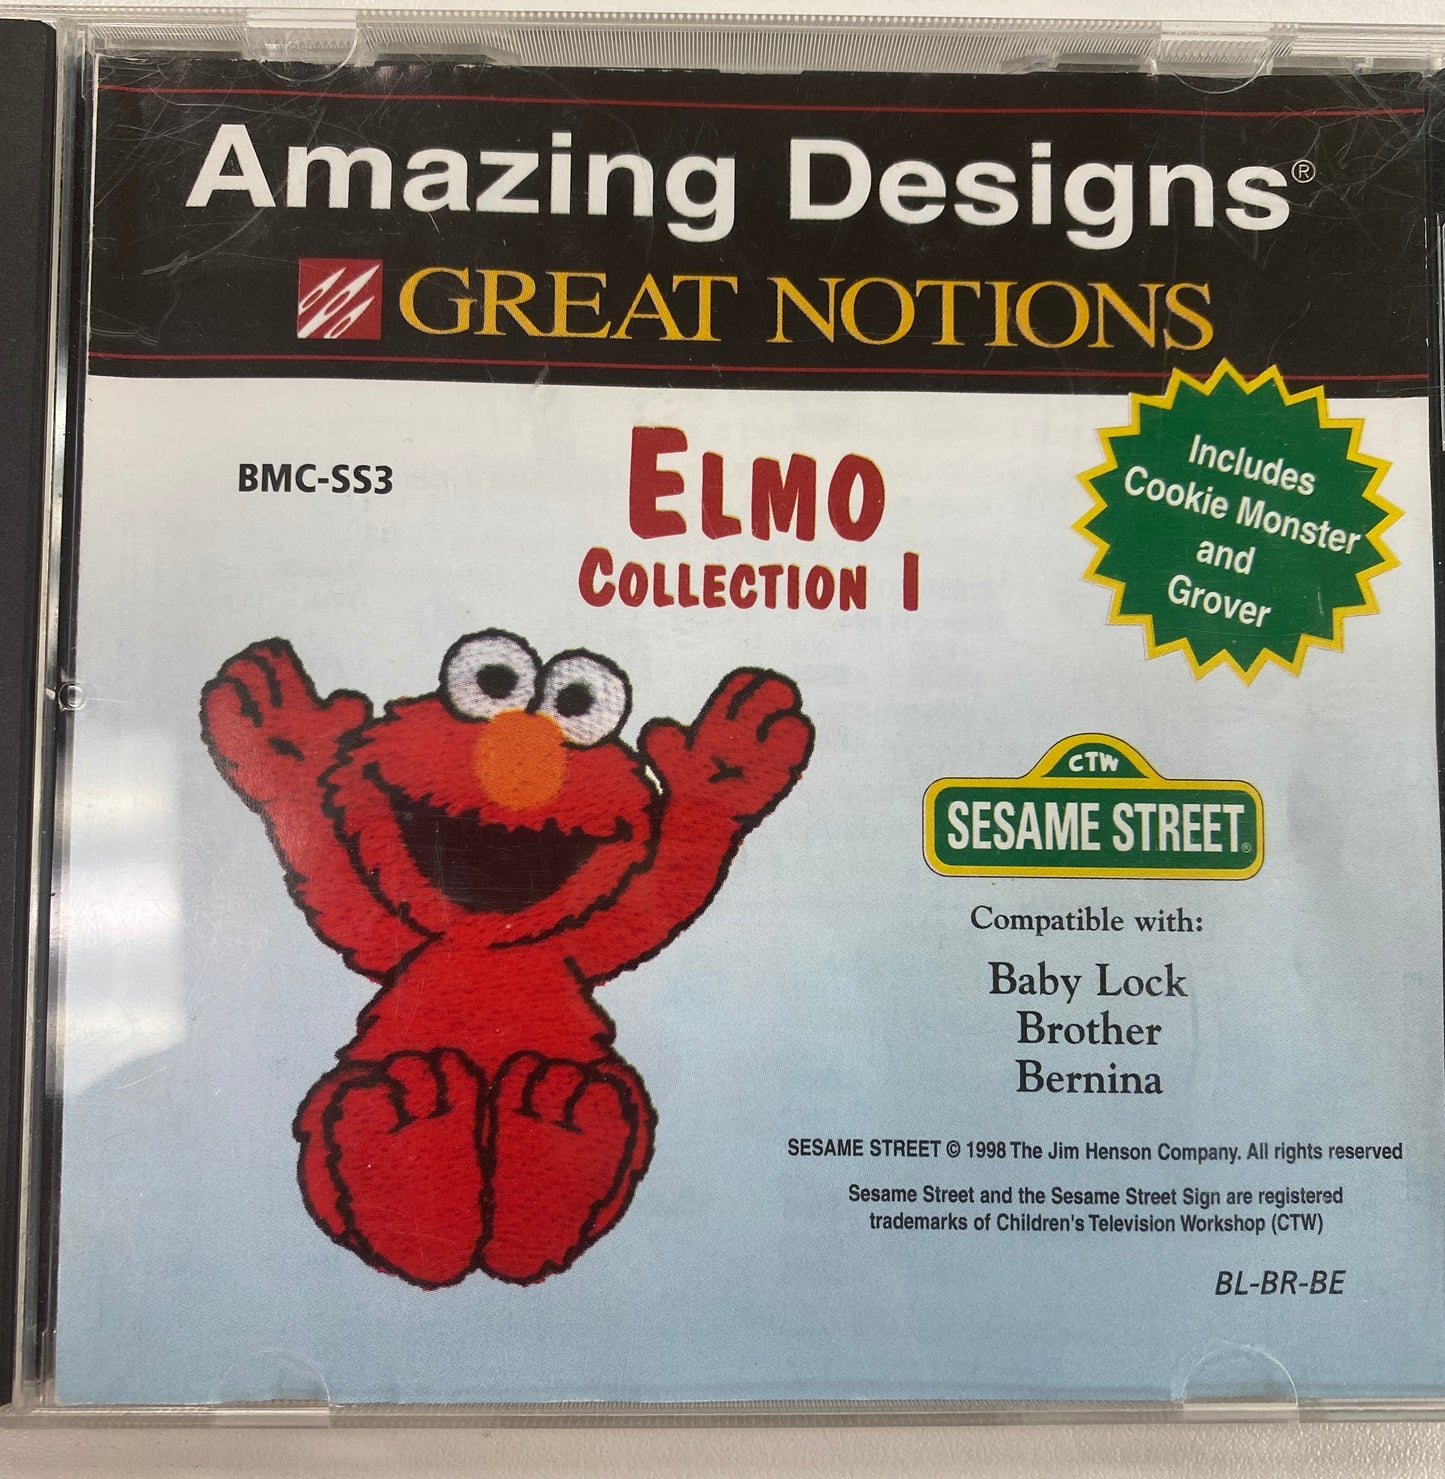 Amazing Designs®
GREAT NOTIONS
BMC-SS3
ELMO
COLLECTION I
Includes
Cookie Monster
and
Grover
CTW
SESAME STREET®
Compatible with:
Baby Lock
Brother
Bernina
SESAME STREET © 1998 The Jim Henson Company. All rights reserved
Sesame Street and the Sesame Street Sign are registered
trademarks of Children's Television Workshop (CTW)
BL-BR-BE